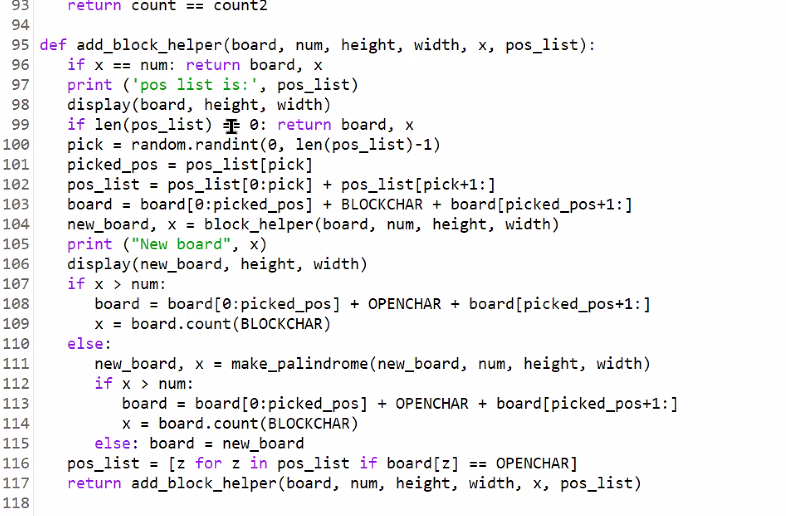 93 return count == count2
94
95 def add_block_helper(board, num, height, width, x, pos_list):
96 if x == num: return board, x
97 print ('pos list is:', pos_list)
98 display(board, height, width)
99 if len(pos_list) == 0: return board, x
100 pick = random.randint(0, len(pos_list)-1)
101 picked_pos = pos_list[pick]
102 pos_list = pos_list[0:pick] + pos_list[pick+1:]
103 board = board[0:picked_pos] + BLOCKCHAR + board[picked_pos+1:]
104 new_board, x = block_helper(board, num, height, width)
105 print ("New board", x)
106 display(new_board, height, width)
107 if x > num:
108 board = board[0:picked_pos] + OPENCHAR + board[picked_pos+1:]
109 x = board.count(BLOCKCHAR)
110 else:
111 new_board, x = make_palindrome(new_board, num, height, width)
112 if x > num:
113 board = board[0:picked_pos] + OPENCHAR + board[picked_pos+1:]
114 x = board.count(BLOCKCHAR)
115 else: board = new_board
116 pos_list = [z for z in pos_list if board[z] == OPENCHAR]
117 return add_block_helper(board, num, height, width, x, pos_list)
118